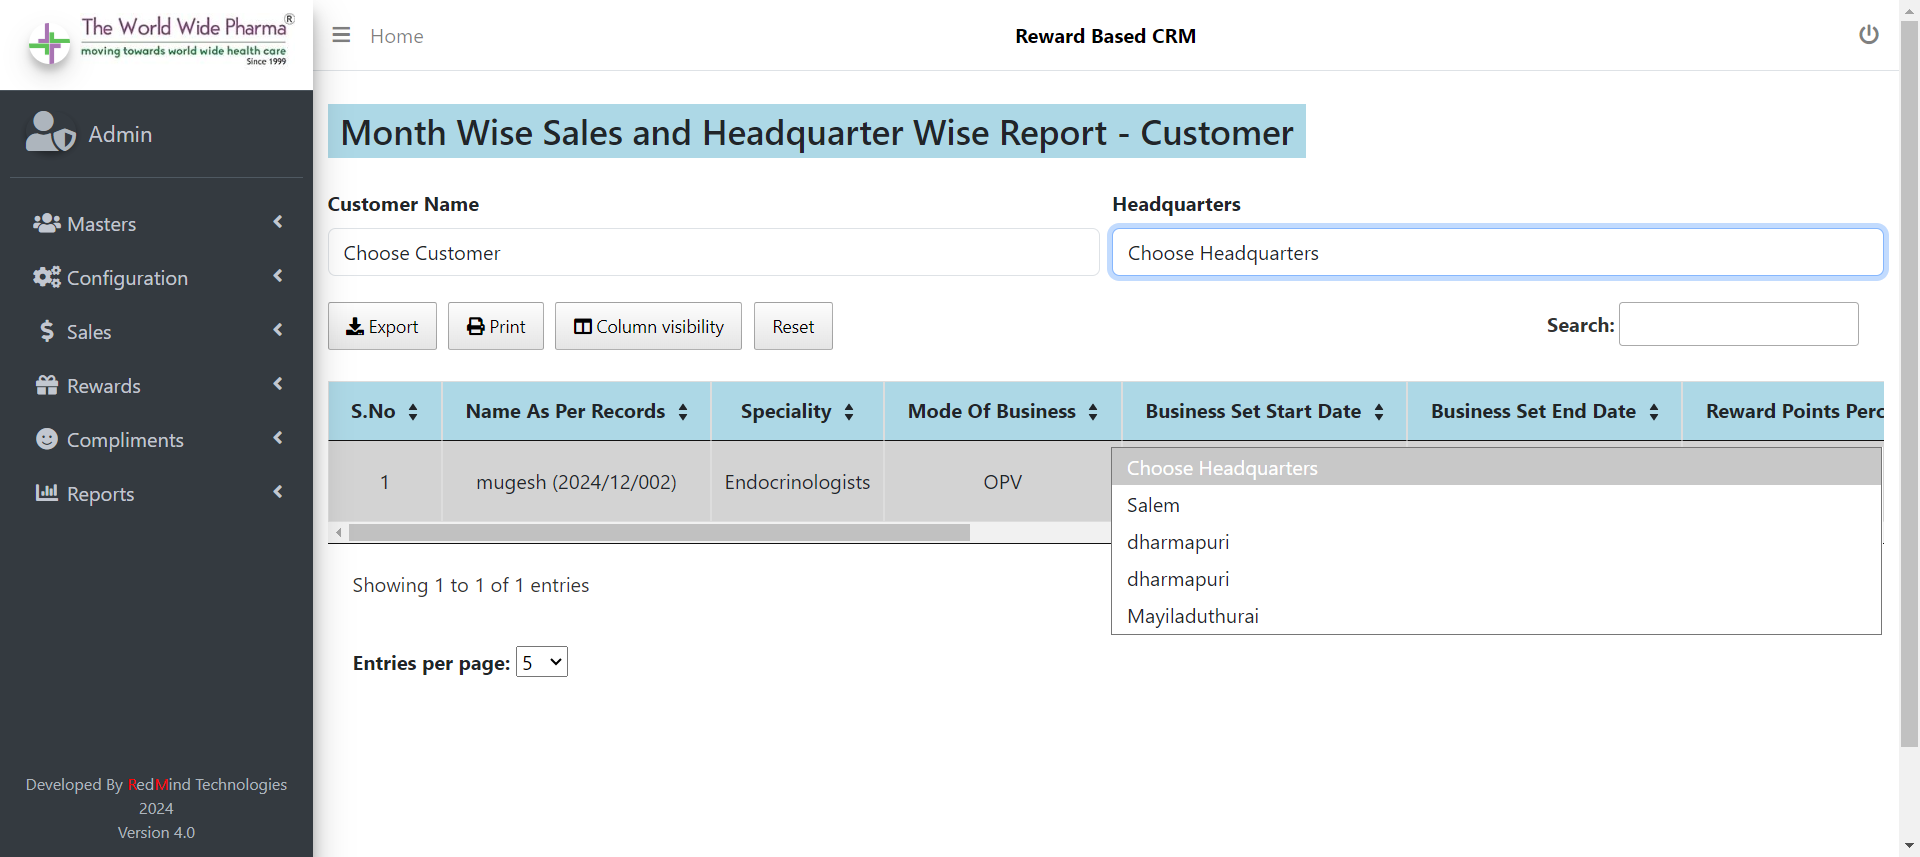 The World Wide Pharma®
moving towards world wide health care
Since 1999
Home
Reward Based CRM
Admin
Masters
Configuration
Sales
Rewards
Compliments
Reports
Developed By RedMind Technologies
2024
Version 4.0
Month Wise Sales and Headquarter Wise Report - Customer
Customer Name
Headquarters
Choose Customer
Choose Headquarters
Export
Print
Column visibility
Reset
Search:
S.No
Name As Per Records
Speciality
Mode Of Business
Business Set Start Date
Business Set End Date
Reward Points Perc
1
mugesh (2024/12/002)
Endocrinologists
OPV
Choose Headquarters
Salem
dharmapuri
dharmapuri
Mayiladuthurai
Showing 1 to 1 of 1 entries
Entries per page: 5